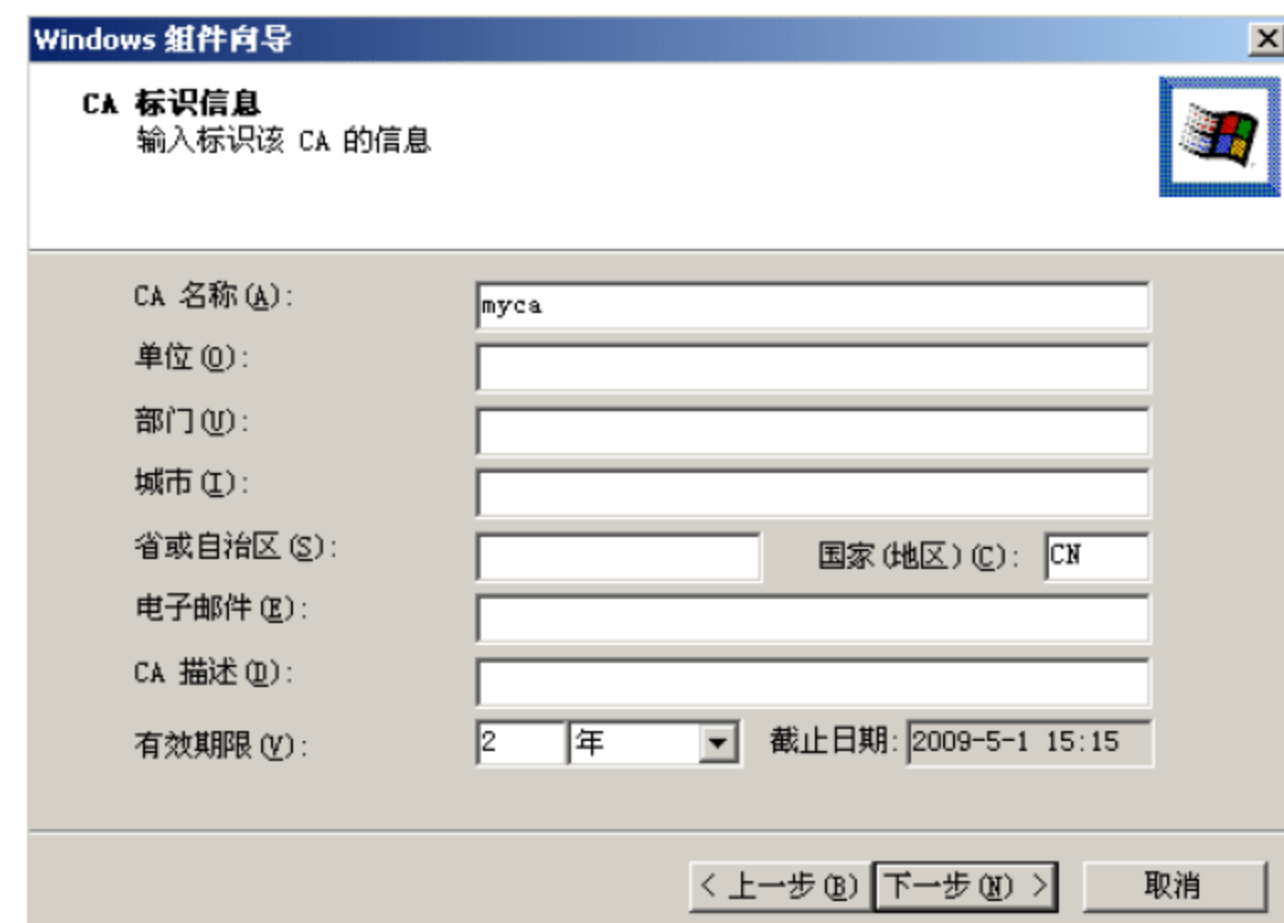 Windows 组件向导
CA 标识信息
输入标识该 CA 的信息
CA 名称(A):
myca
单位(O):
部门(U):
城市(I):
省或自治区(S):
国家(地区)(C): CN
电子邮件(E):
CA 描述(D):
有效期限(V): 2 年 截止日期: 2009-5-1 15:15
< 上一步(B) 下一步(N) > 取消